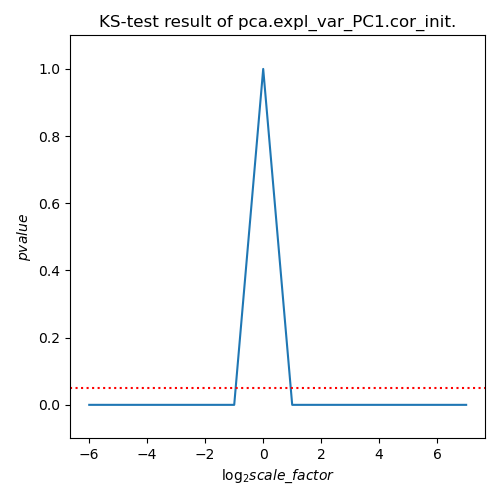 KS-test result of pca.expl_var_PC1.cor_init.
1.0
0.8
0.6
0.4
0.2
0.0
pvalue
−6 −4 −2 0 2 4 6
log₂scale_factor